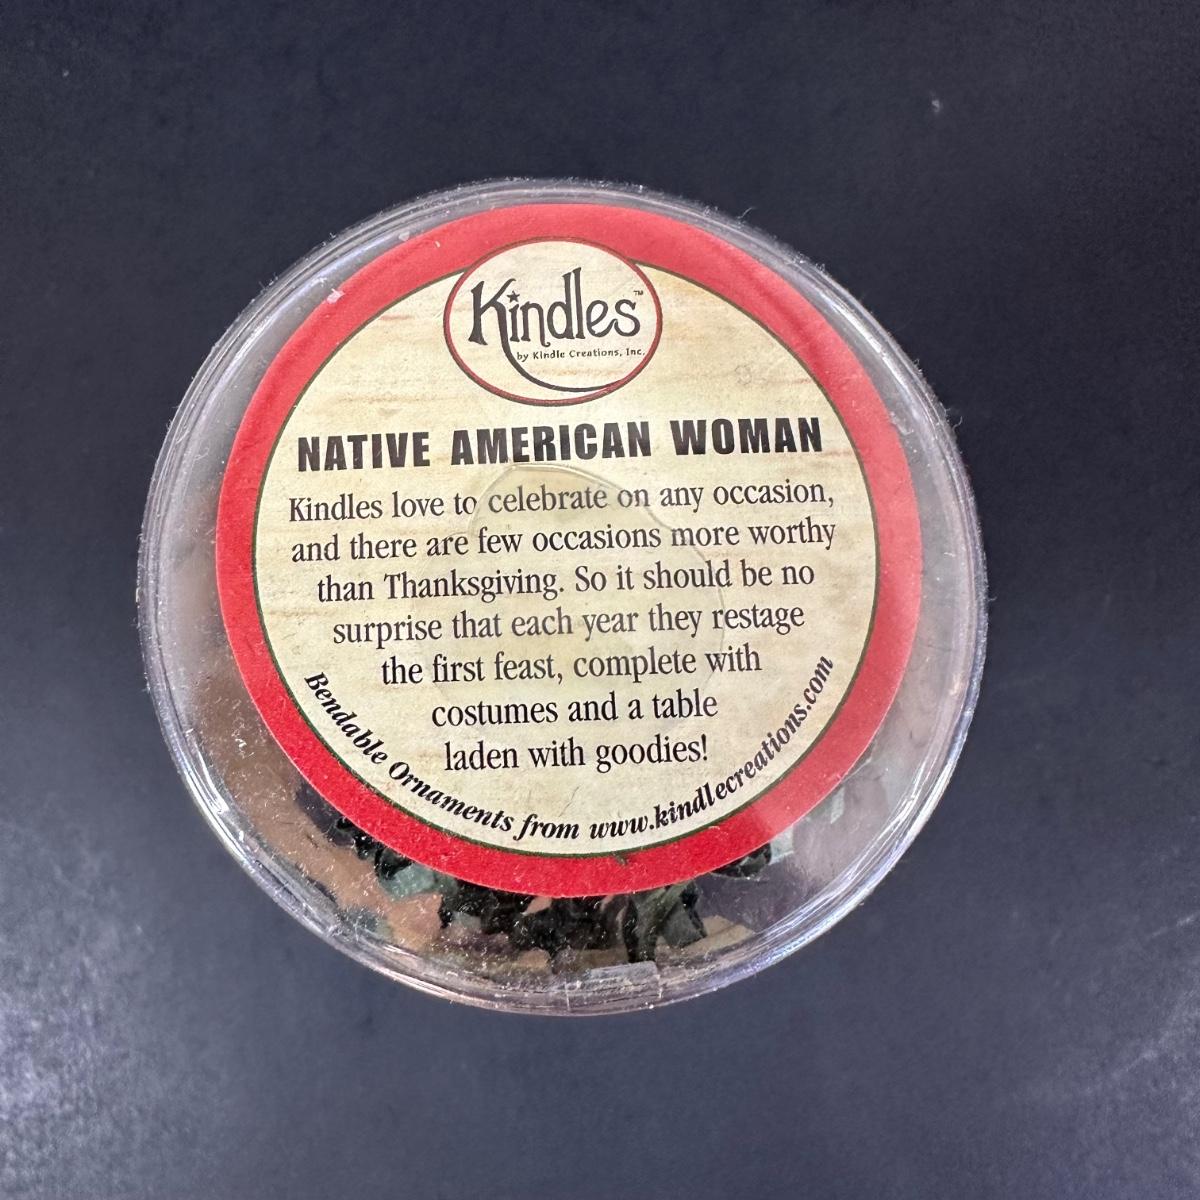 Kindles™
by Kindle Creations, Inc.
NATIVE AMERICAN WOMAN
Kindles love to celebrate on any occasion,
and there are few occasions more worthy
than Thanksgiving. So it should be no
surprise that each year they restage
the first feast, complete with
costumes and a table
laden with goodies!
Bendable Ornaments from www.kindlecreations.com